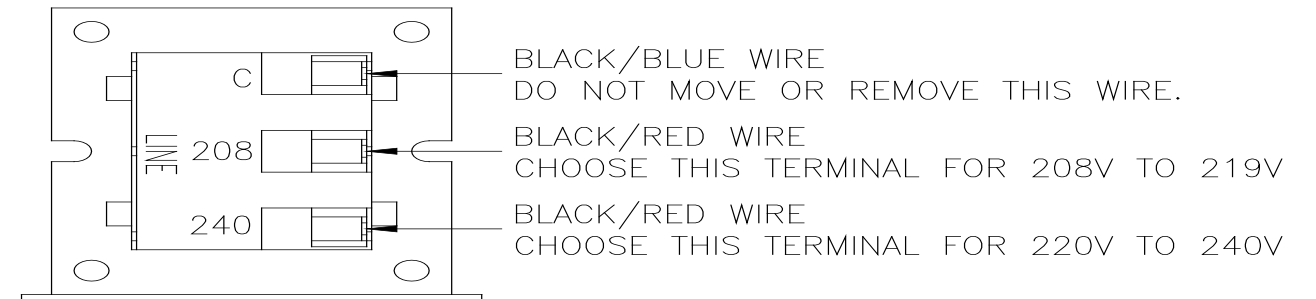 C
BLACK/BLUE WIRE
DO NOT MOVE OR REMOVE THIS WIRE.
LINE
208
BLACK/RED WIRE
CHOOSE THIS TERMINAL FOR 208V TO 219V
240
BLACK/RED WIRE
CHOOSE THIS TERMINAL FOR 220V TO 240V